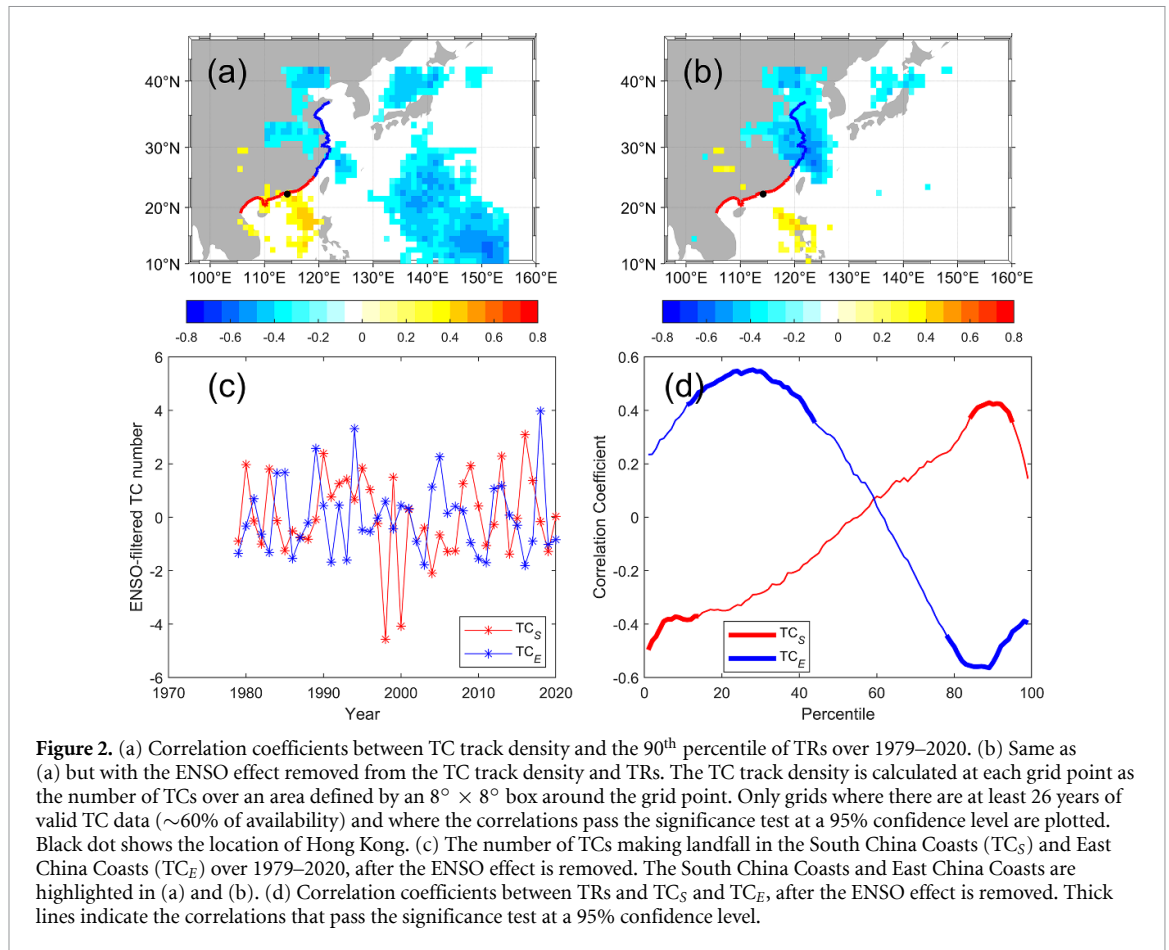 (a)
(b)
40°N
30°N
20°N
10°N
100°E 110°E 120°E 130°E 140°E 150°E 160°E
40°N
30°N
20°N
10°N
100°E 110°E 120°E 130°E 140°E 150°E 160°E
-0.8 -0.6 -0.4 -0.2 0 0.2 0.4 0.6 0.8
-0.8 -0.6 -0.4 -0.2 0 0.2 0.4 0.6 0.8
(c)
ENSO-filtered TC number
6
4
2
0
-2
-4
-6
1970 1980 1990 2000 2010 2020
Year
TC_S
TC_E
(d)
Correlation Coefficient
0.6
0.4
0.2
0
-0.2
-0.4
-0.6
0 20 40 60 80 100
Percentile
TC_S
TC_E
Figure 2. (a) Correlation coefficients between TC track density and the 90th percentile of TRs over 1979–2020. (b) Same as
(a) but with the ENSO effect removed from the TC track density and TRs. The TC track density is calculated at each grid point as
the number of TCs over an area defined by an 8° × 8° box around the grid point. Only grids where there are at least 26 years of
valid TC data (∼60% of availability) and where the correlations pass the significance test at a 95% confidence level are plotted.
Black dot shows the location of Hong Kong. (c) The number of TCs making landfall in the South China Coasts (TC_S) and East
China Coasts (TC_E) over 1979–2020, after the ENSO effect is removed. The South China Coasts and East China Coasts are
highlighted in (a) and (b). (d) Correlation coefficients between TRs and TC_S and TC_E, after the ENSO effect is removed. Thick
lines indicate the correlations that pass the significance test at a 95% confidence level.